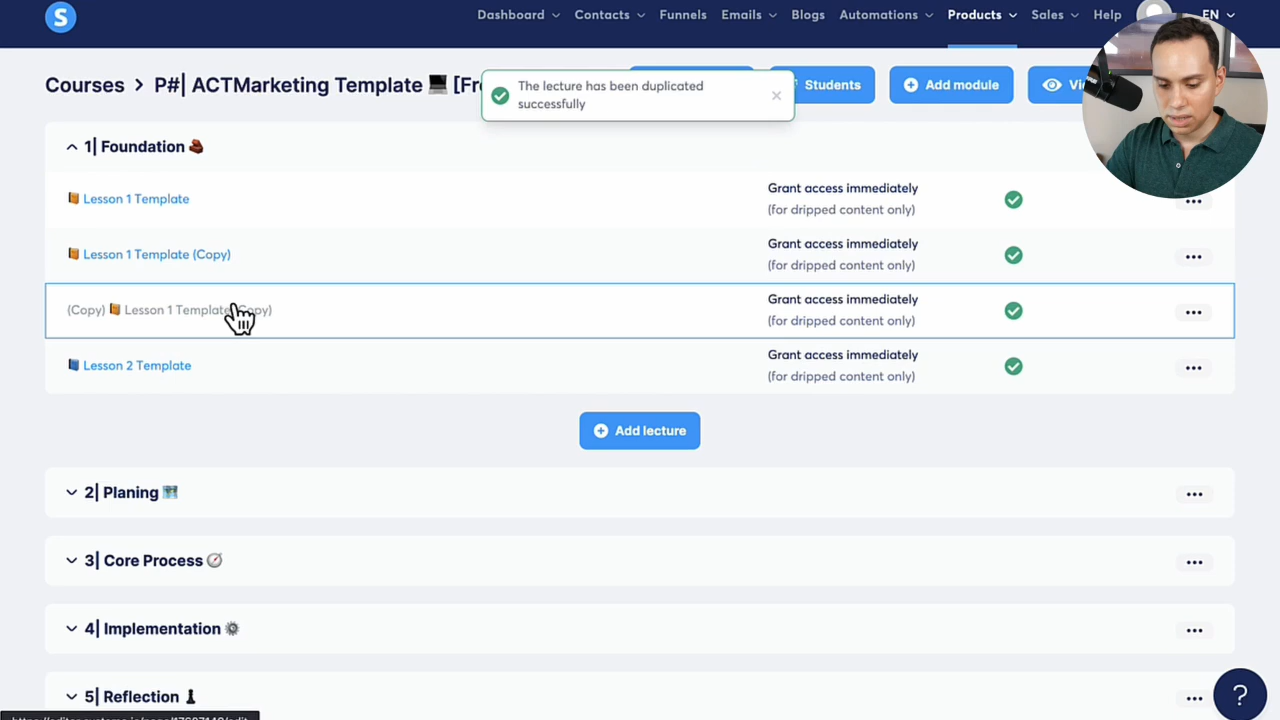 S
Dashboard Contacts Funnels Emails Blogs Automations Products Sales Help EN
Courses > P#| ACTMarketing Template [Fre
The lecture has been duplicated
successfully
Students
Add module
1| Foundation
Lesson 1 Template
Grant access immediately
(for dripped content only)
Lesson 1 Template (Copy)
Grant access immediately
(for dripped content only)
(Copy) Lesson 1 Template (Copy)
Grant access immediately
(for dripped content only)
Lesson 2 Template
Grant access immediately
(for dripped content only)
Add lecture
2| Planing
3| Core Process
4| Implementation
5| Reflection
?